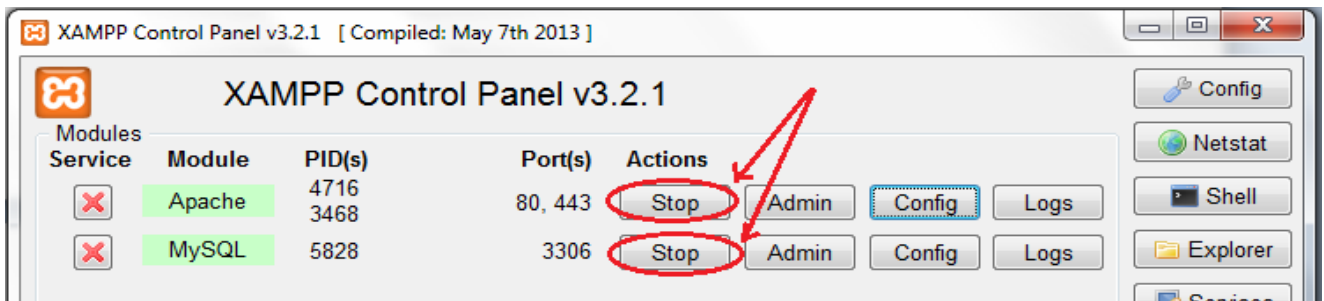 XAMPP Control Panel v3.2.1 [ Compiled: May 7th 2013 ]
XAMPP Control Panel v3.2.1
Config
Modules
Netstat
Service Module PID(s) Port(s) Actions
Apache 4716 3468 80, 443 Stop Admin Config Logs
Shell
MySQL 5828 3306 Stop Admin Config Logs
Explorer